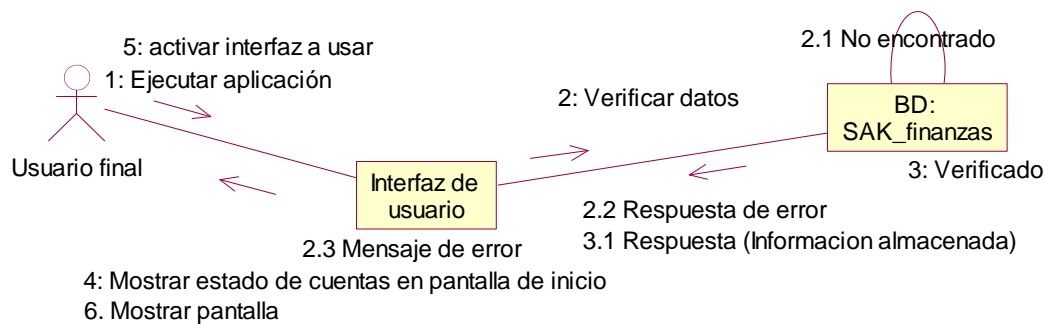 5: activar interfaz a usar
1: Ejecutar aplicación
2.1 No encontrado
2: Verificar datos
BD:
SAK_finanzas
Usuario final
3: Verificado
Interfaz de
usuario
2.2 Respuesta de error
2.3 Mensaje de error
3.1 Respuesta (Informacion almacenada)
4: Mostrar estado de cuentas en pantalla de inicio
6. Mostrar pantalla